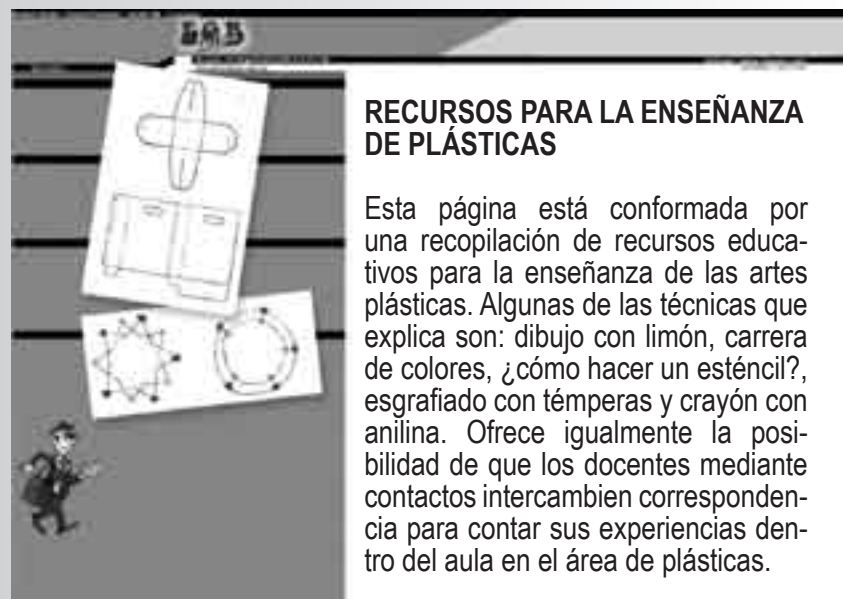 RECURSOS PARA LA ENSEÑANZA
DE PLÁSTICAS
Esta página está conformada por
una recopilación de recursos educa-
tivos para la enseñanza de las artes
plásticas. Algunas de las técnicas que
explica son: dibujo con limón, carrera
de colores, ¿cómo hacer un esténcil?,
esgrafiado con témperas y crayón con
anilina. Ofrece igualmente la posi-
bilidad de que los docentes mediante
contactos intercambien corresponden-
cia para contar sus experiencias den-
tro del aula en el área de plásticas.